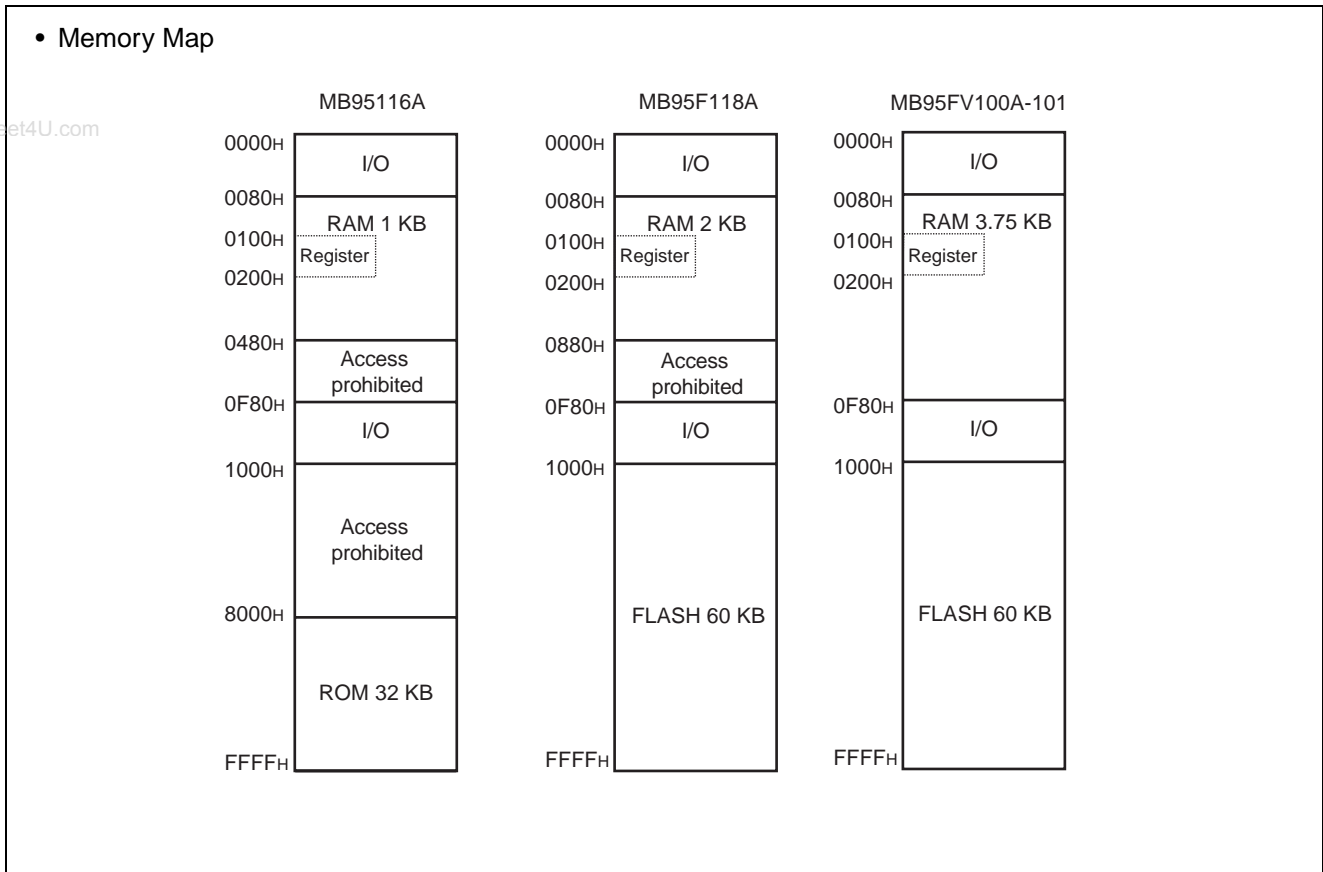 • Memory Map
MB95116A
0000H
I/O
0080H
RAM 1 KB
0100H
Register
0200H
0480H
Access
prohibited
0F80H
I/O
1000H
Access
prohibited
8000H
ROM 32 KB
FFFFH
MB95F118A
0000H
I/O
0080H
RAM 2 KB
0100H
Register
0200H
0880H
Access
prohibited
0F80H
I/O
1000H
FLASH 60 KB
FFFFH
MB95FV100A-101
0000H
I/O
0080H
RAM 3.75 KB
0100H
Register
0200H
0F80H
I/O
1000H
FLASH 60 KB
FFFFH
et4U.com